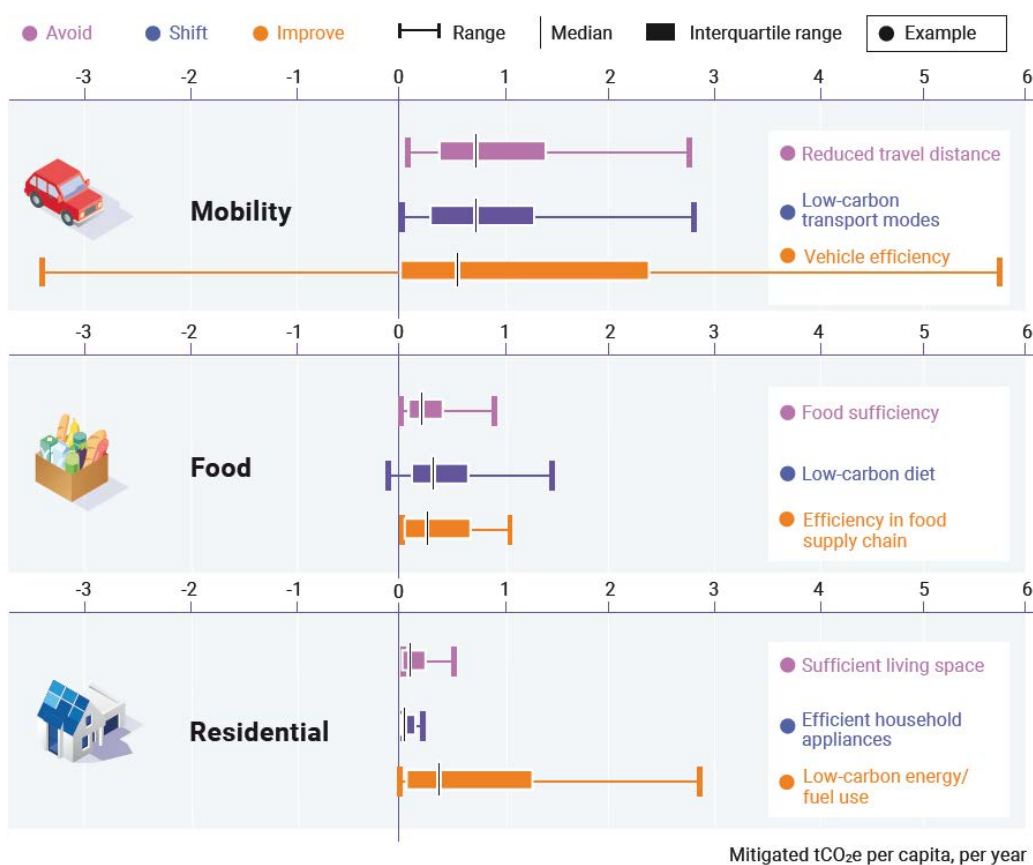 Avoid Shift Improve Range Median Interquartile range Example
-3 -2 -1 0 1 2 3 4 5 6
Mobility
Reduced travel distance
Low-carbon
transport modes
Vehicle efficiency
-3 -2 -1 0 1 2 3 4 5 6
Food
Food sufficiency
Low-carbon diet
Efficiency in food
supply chain
-3 -2 -1 0 1 2 3 4 5 6
Residential
Sufficient living space
Efficient household
appliances
Low-carbon energy/
fuel use
Mitigated tCO₂e per capita, per year